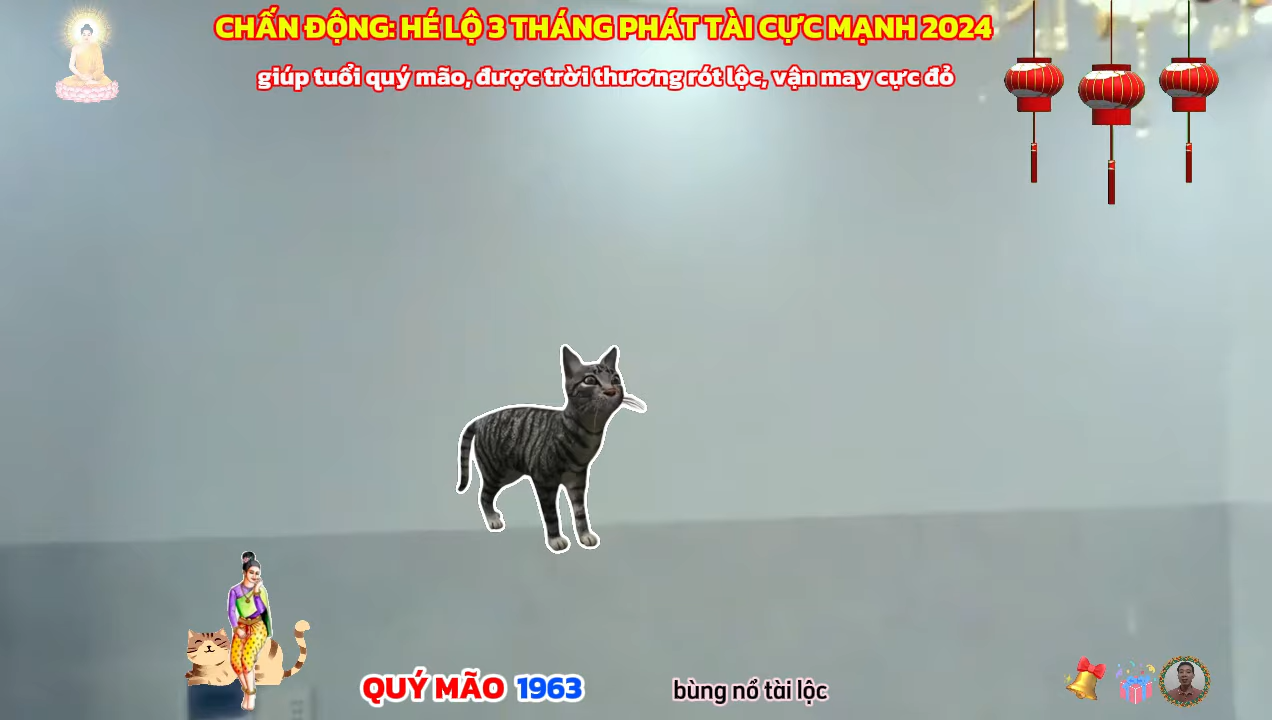 CHẤN ĐỘNG: HÉ LỘ 3 THÁNG PHÁT TÀI CỰC MẠNH 2024
giúp tuổi quý mão, được trời thương rót lộc, vận may cực đỏ
QUÝ MÃO 1963
bùng nổ tài lộc